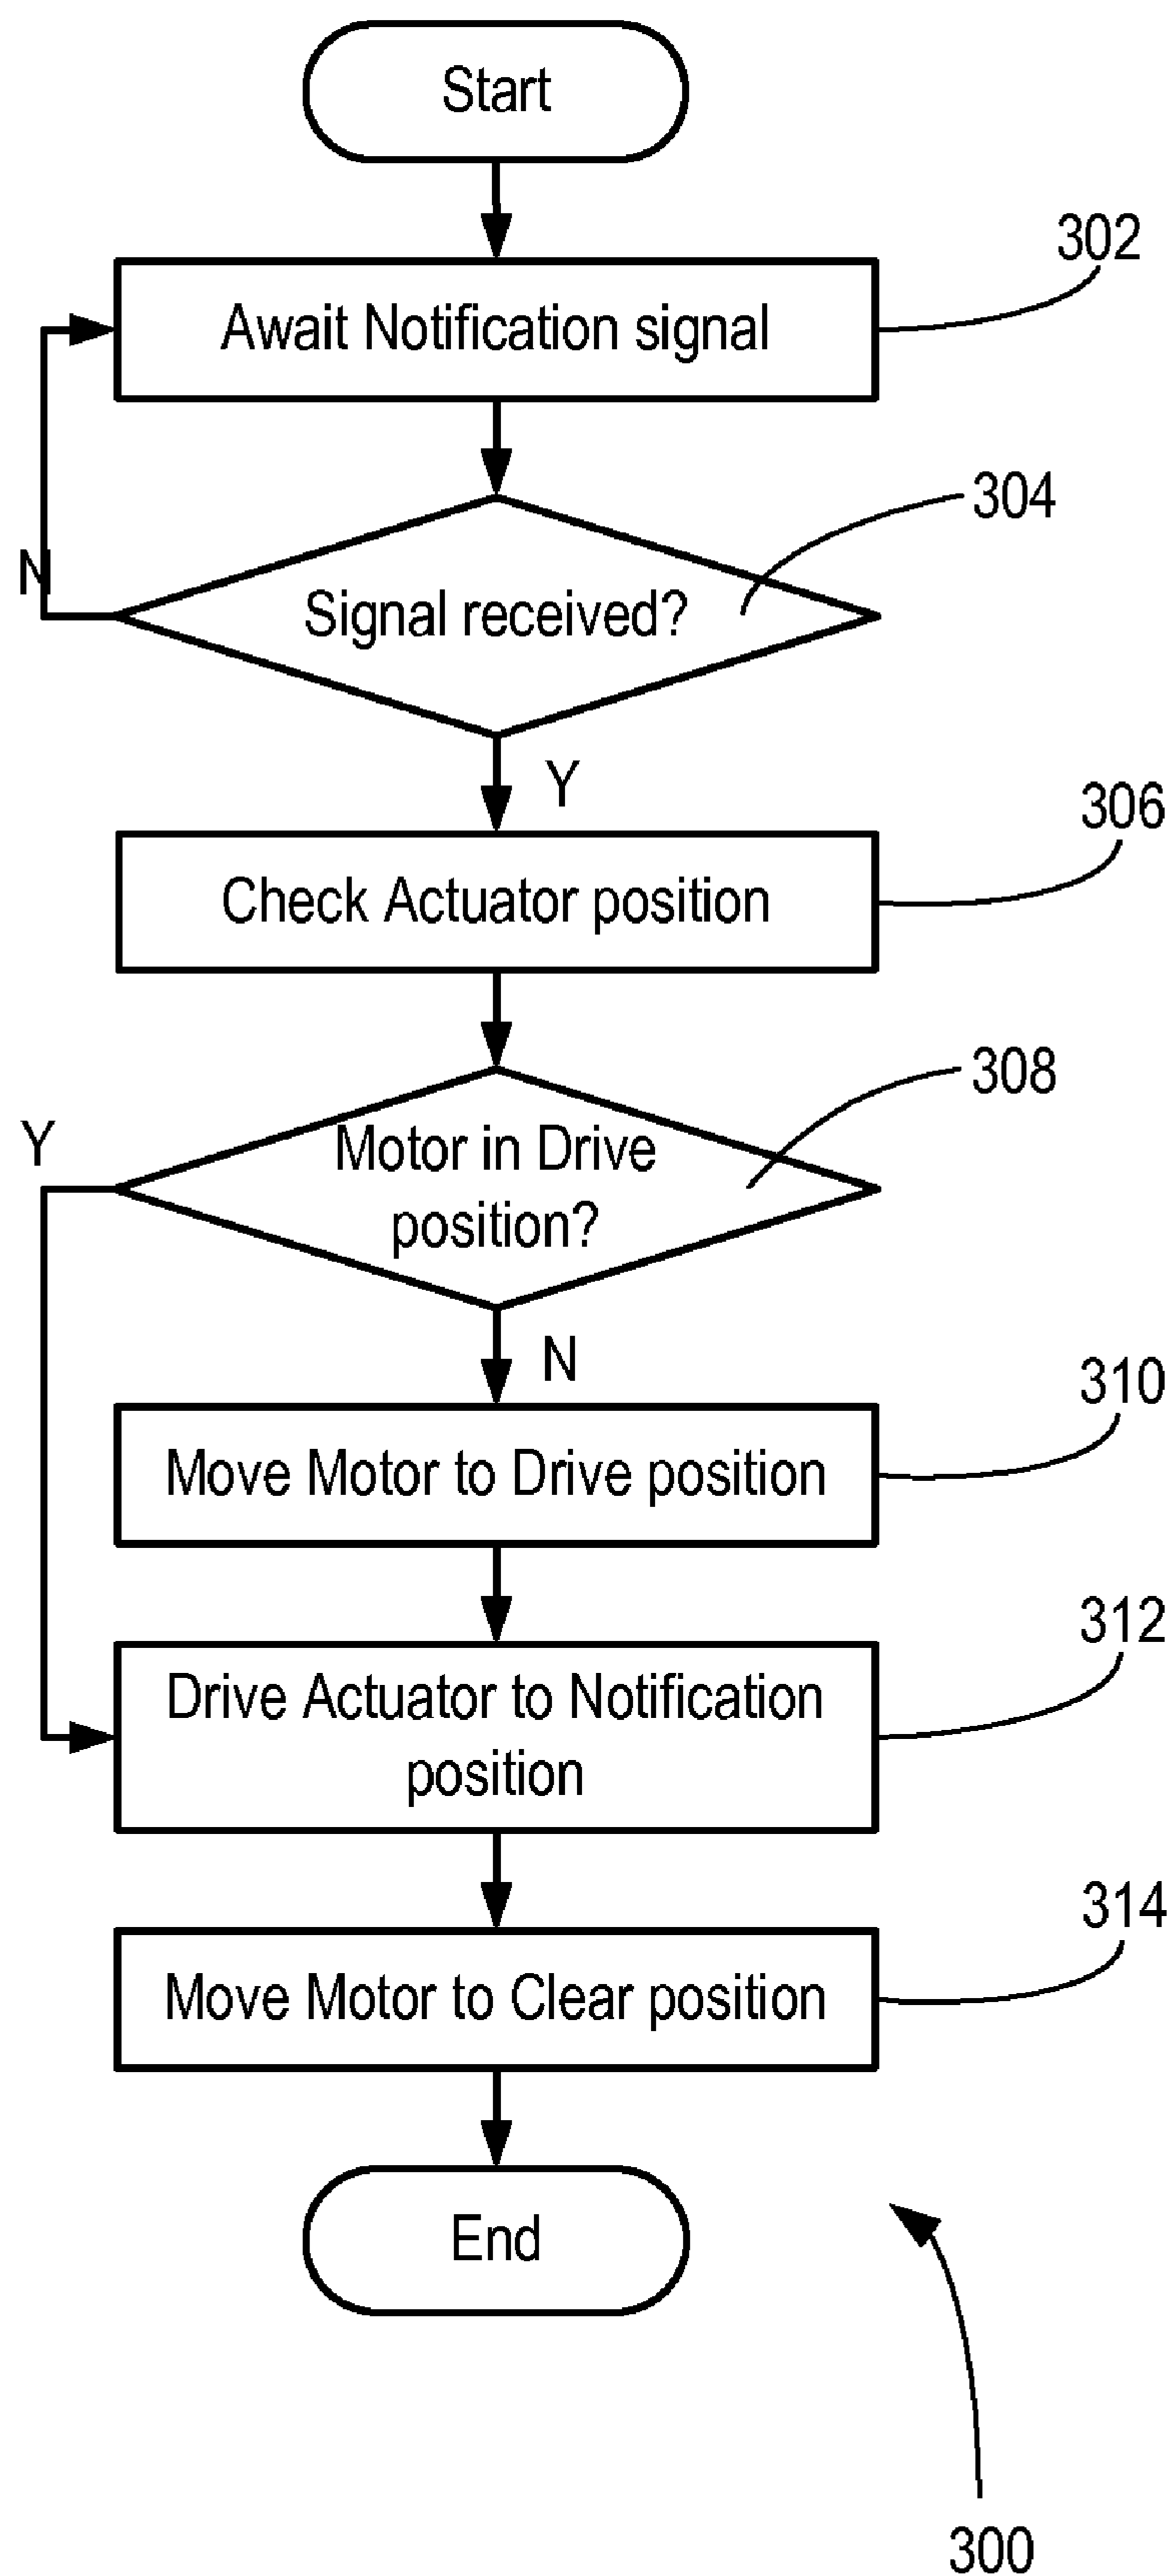 Start
302
Await Notification signal
304
N
Signal received?
Y
306
Check Actuator position
308
Y
Motor in Drive
position?
N
310
Move Motor to Drive position
312
Drive Actuator to Notification
position
314
Move Motor to Clear position
End
300